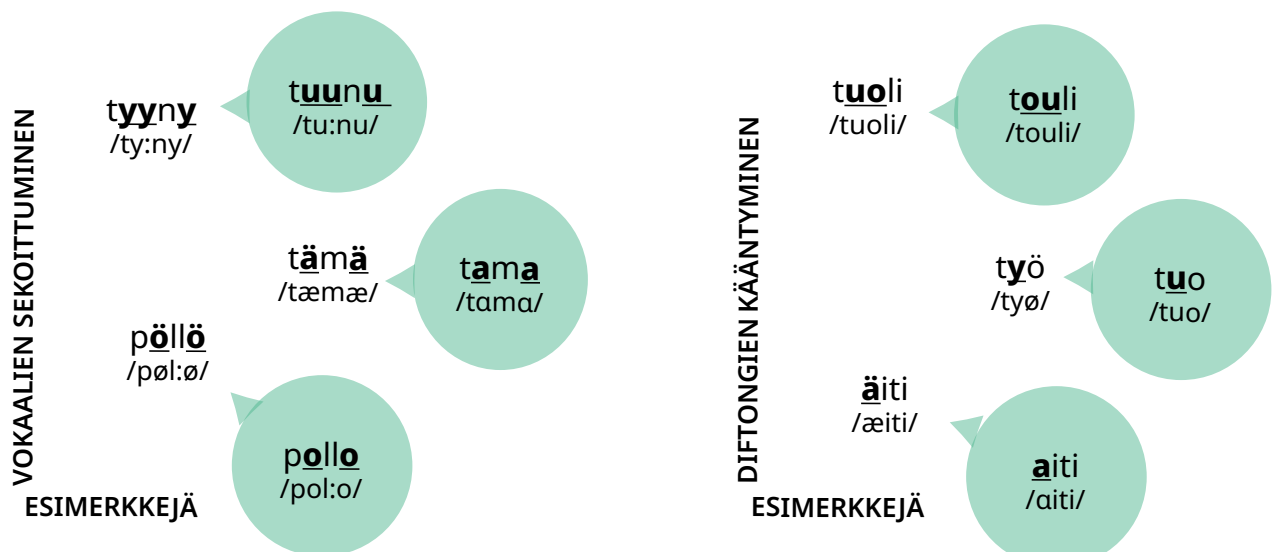 VOKAALIEN SEKOITTUMINEN
tyyny
/ty:ny/
tuunu
/tu:nu/
tämä
/tæmæ/
tama
/tɑmɑ/
pöllö
/pøl:ø/
pollo
/pol:o/
ESIMERKKEJÄ
DIFTONGIEN KÄÄNTYMINEN
tuoli
/tuoli/
touli
/touli/
työ
/tyø/
tuo
/tuo/
äiti
/æiti/
aiti
/ɑiti/
ESIMERKKEJÄ